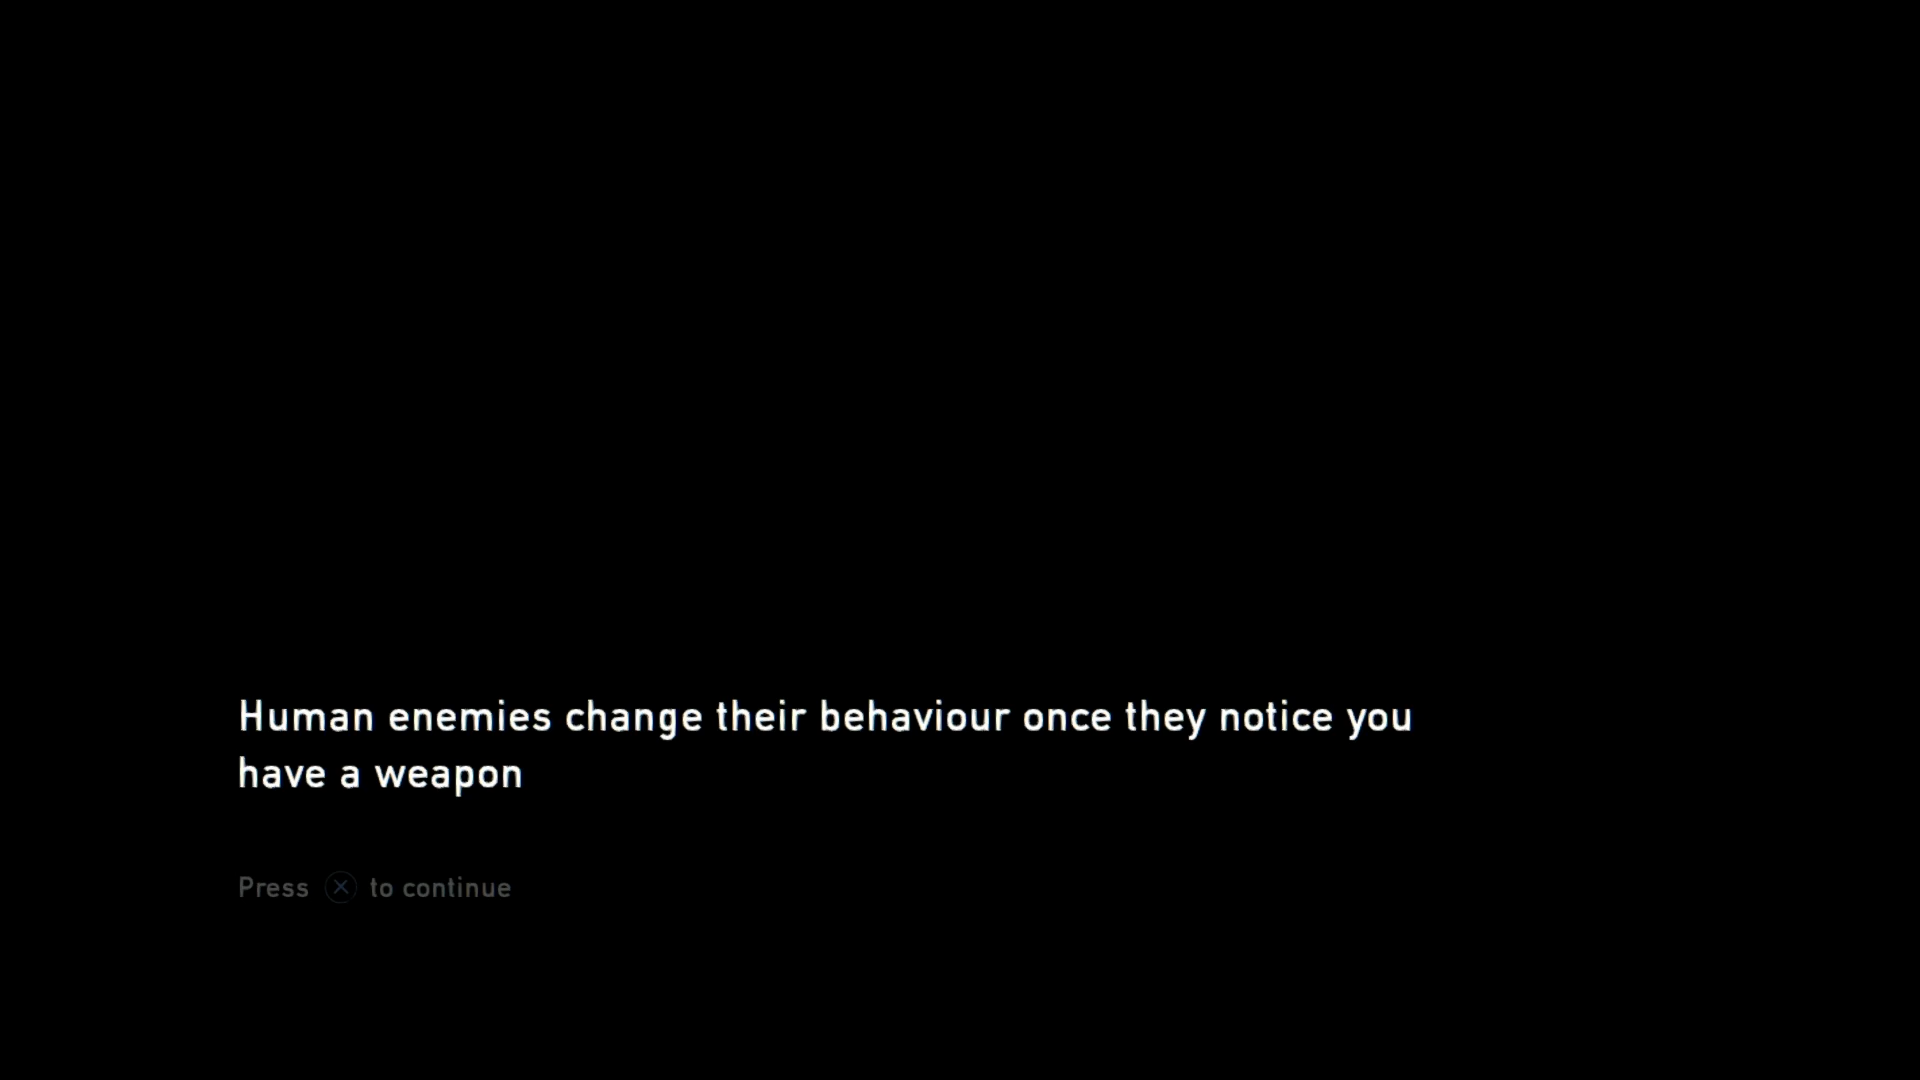 Human enemies change their behaviour once they notice you
have a weapon
Press ⓧ to continue